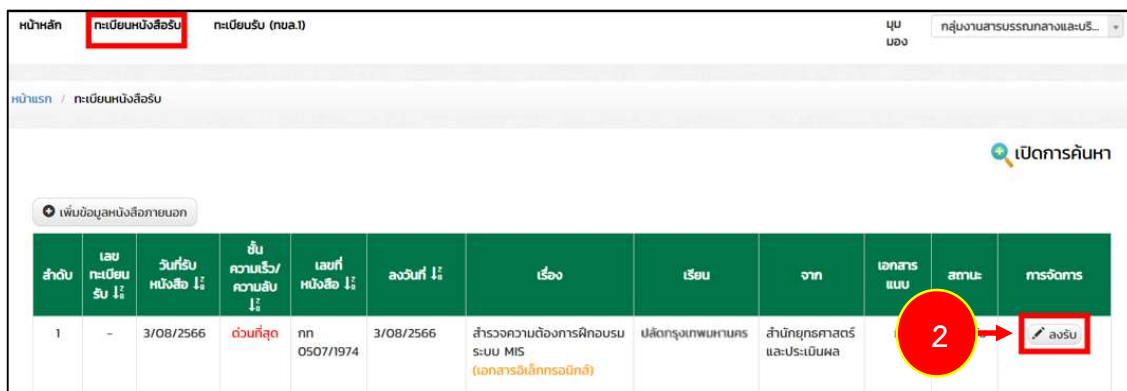 หน้าหลัก ทะเบียนหนังสือรับ ทะเบียนรับ (ทขล.1) มุมมอง กลุ่มงานสารบรรณกลางและบริ...
หน้าแรก / ทะเบียนหนังสือรับ
เปิดการค้นหา
เพิ่มข้อมูลหนังสือภายนอก
ลำดับ
เลขทะเบียนรับ
วันที่รับหนังสือ
ชั้นความเร็ว/ความลับ
เลขที่หนังสือ
ลงวันที่
เรื่อง
เรียน
จาก
เอกสารแนบ
สถานะ
การจัดการ
1
-
3/08/2566
ด่วนที่สุด
กท
0507/1974
3/08/2566
สำรวจความต้องการฝึกอบรม
ระบบ MIS
(เอกสารอิเล็กทรอนิกส์)
ปลัดกรุงเทพมหานคร
สำนักยุทธศาสตร์
และประเมินผล
2
ลงรับ